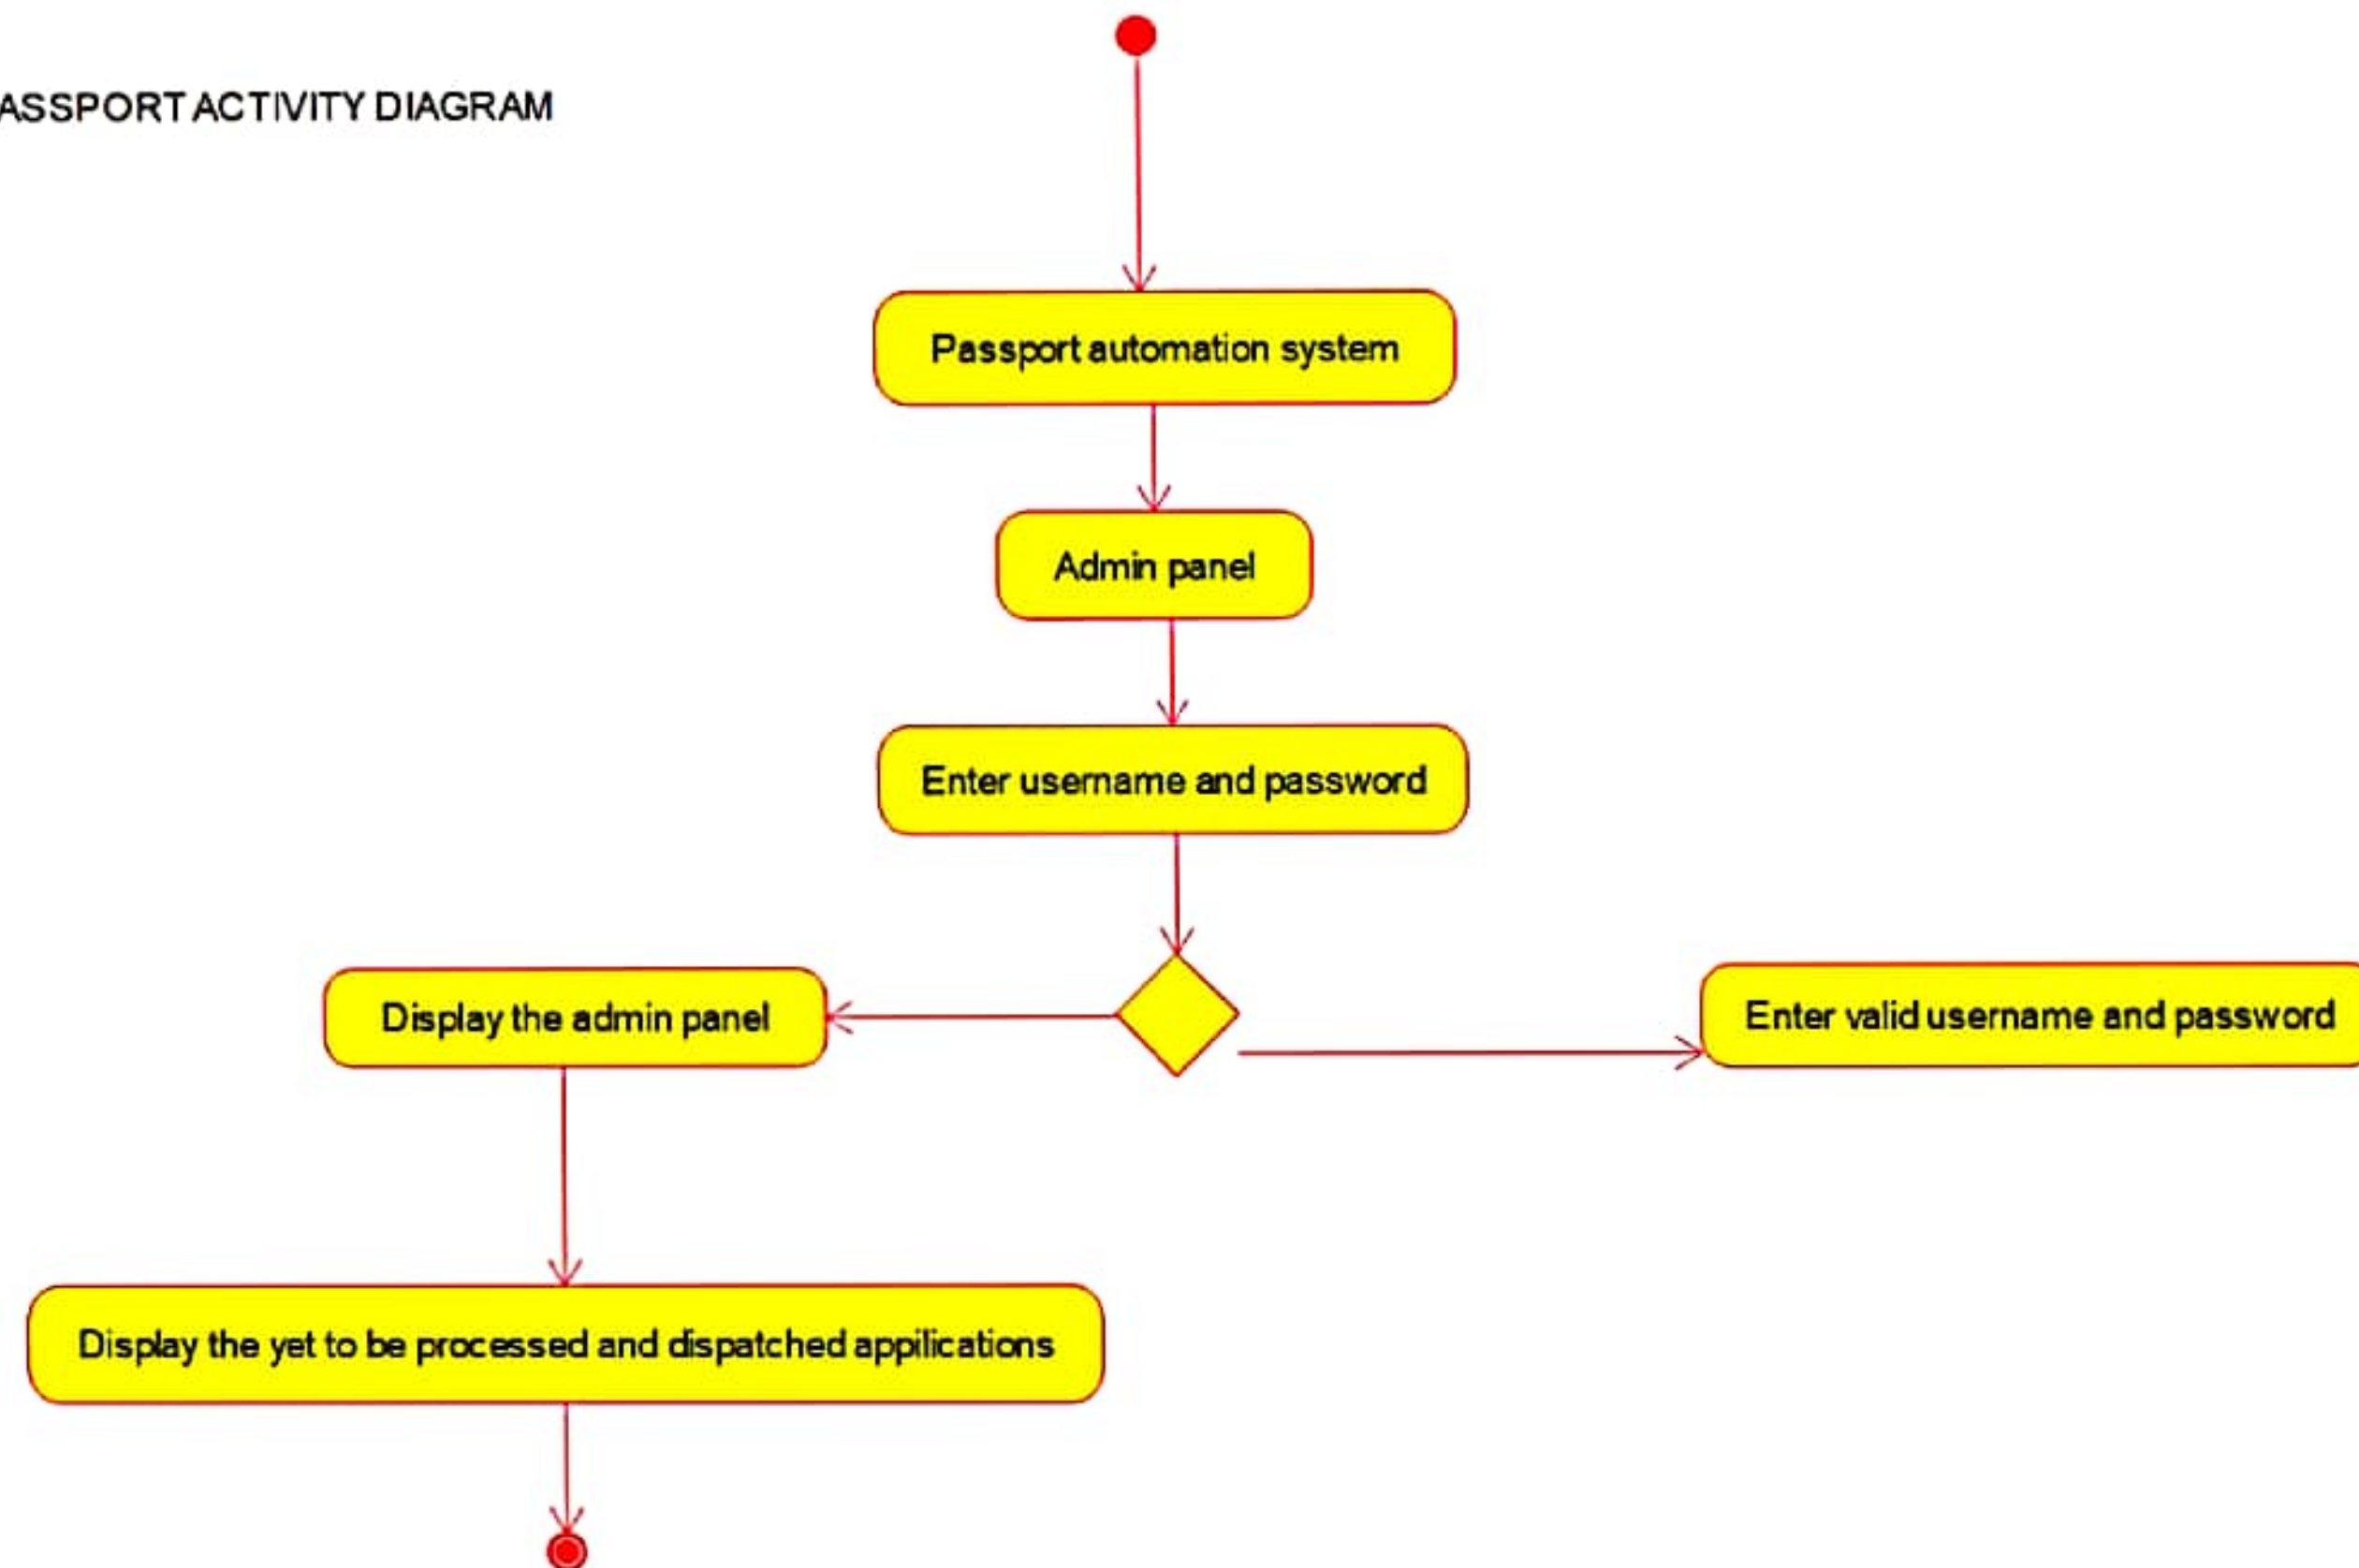 ASSPORT ACTIVITY DIAGRAM
Passport automation system
Admin panel
Enter username and password
Display the admin panel
Enter valid username and password
Display the yet to be processed and dispatched appilications